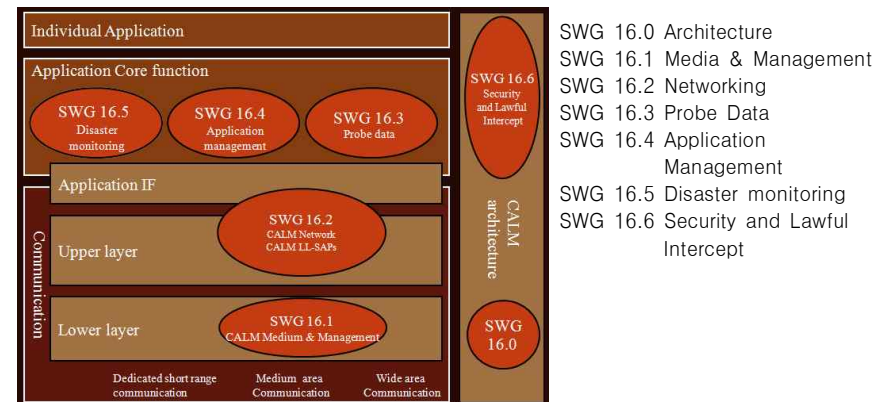 Individual Application
Application Core function
SWG 16.5
Disaster
monitoring
SWG 16.4
Application
management
SWG 16.3
Probe data
Application IF
Communication
SWG 16.2
CALM Network
CALM LL-SAPs
Upper layer
SWG 16.1
CALM Medium & Management
Lower layer
Dedicated short range
communication
Medium area
Communication
Wide area
Communication
SWG 16.6
Security
and Lawful
Intercept
CALM
architecture
SWG
16.0
SWG 16.0 Architecture
SWG 16.1 Media & Management
SWG 16.2 Networking
SWG 16.3 Probe Data
SWG 16.4 Application
Management
SWG 16.5 Disaster monitoring
SWG 16.6 Security and Lawful
Intercept